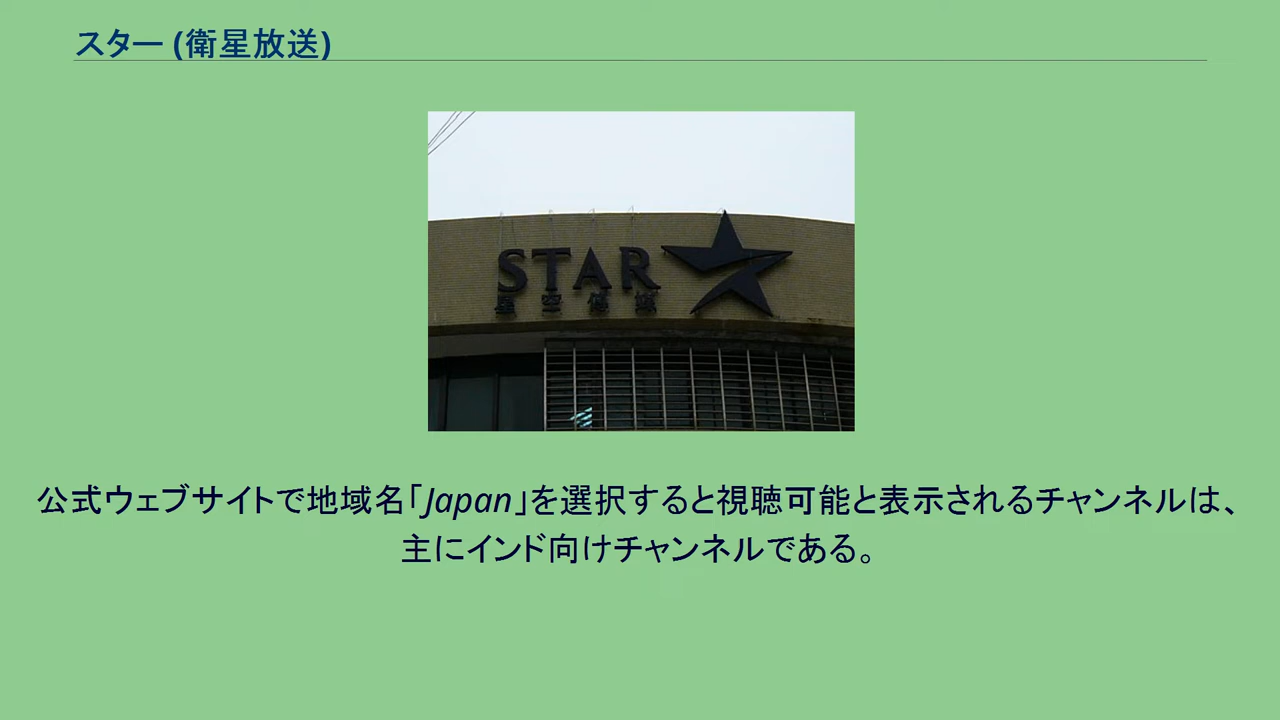 スター (衛星放送)
STAR
公式ウェブサイトで地域名「Japan」を選択すると視聴可能と表示されるチャンネルは、
主にインド向けチャンネルである。